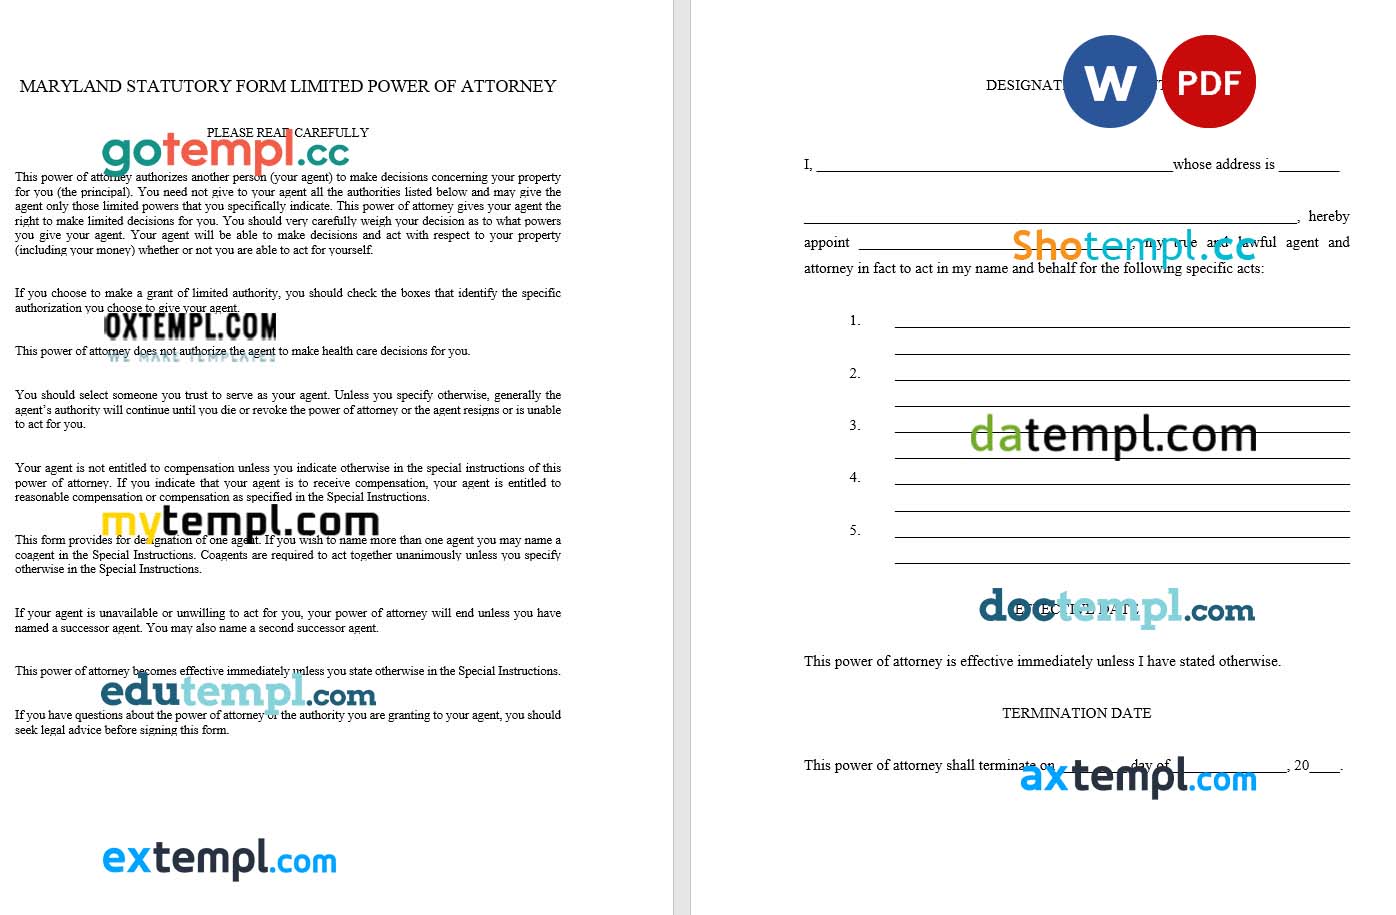 MARYLAND STATUTORY FORM LIMITED POWER OF ATTORNEY
PLEASE READ CAREFULLY
gotempl.cc
This power of attorney authorizes another person (your agent) to make decisions concerning your property
for you (the principal). You need not give to your agent all the authorities listed below and may give the
agent only those limited powers that you specifically indicate. This power of attorney gives your agent the
right to make limited decisions for you. You should very carefully weigh your decision as to what powers
you give your agent. Your agent will be able to make decisions and act with respect to your property
(including your money) whether or not you are able to act for yourself.
If you choose to make a grant of limited authority, you should check the boxes that identify the specific
authorization you choose to give your agent.
OXTEMPL.COM
This power of attorney does not authorize the agent to make health care decisions for you.
WE MAKE TEMPLATES
You should select someone you trust to serve as your agent. Unless you specify otherwise, generally the
agent's authority will continue until you die or revoke the power of attorney or the agent resigns or is unable
to act for you.
Your agent is not entitled to compensation unless you indicate otherwise in the special instructions of this
power of attorney. If you indicate that your agent is to receive compensation, your agent is entitled to
reasonable compensation or compensation as specified in the Special Instructions.
mytempl.com
This form provides for designation of one agent. If you wish to name more than one agent you may name a
coagent in the Special Instructions. Coagents are required to act together unanimously unless you specify
otherwise in the Special Instructions.
If your agent is unavailable or unwilling to act for you, your power of attorney will end unless you have
named a successor agent. You may also name a second successor agent.
This power of attorney becomes effective immediately unless you state otherwise in the Special Instructions.
edutempl.com
If you have questions about the power of attorney or the authority you are granting to your agent, you should
seek legal advice before signing this form.
extempl.com
W PDF
I, ______________________ whose address is ________
______________________, hereby
appoint ______________________, my true and lawful agent and
Shotempl.cc
attorney in fact to act in my name and behalf for the following specific acts:
1.
2.
3.
datempl.com
4.
5.
EFFECTIVE DATE
doctempl.com
This power of attorney is effective immediately unless I have stated otherwise.
TERMINATION DATE
This power of attorney shall terminate on ________ day of ______________, 20____.
axtempl.com